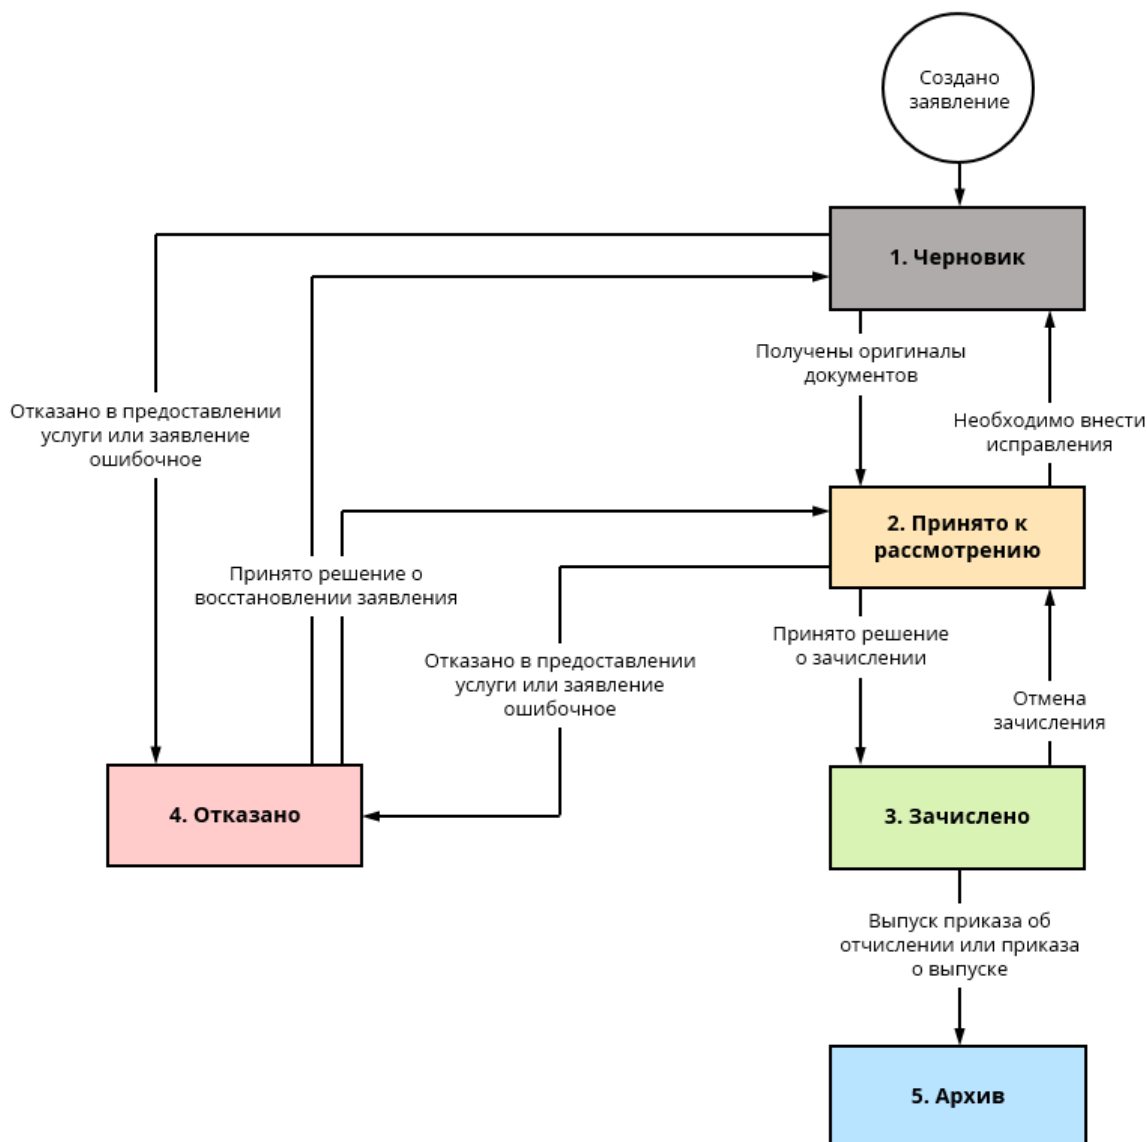 Создано
заявление
1. Черновик
Получены оригиналы
документов
Необходимо внести
исправления
Отказано в предоставлении
услуги или заявление
ошибочное
2. Принято к
рассмотрению
Принято решение о
восстановлении заявления
Принято решение
о зачислении
Отказано в предоставлении
услуги или заявление
ошибочное
Отмена
зачисления
4. Отказано
3. Зачислено
Выпуск приказа об
отчислении или приказа
о выпуске
5. Архив